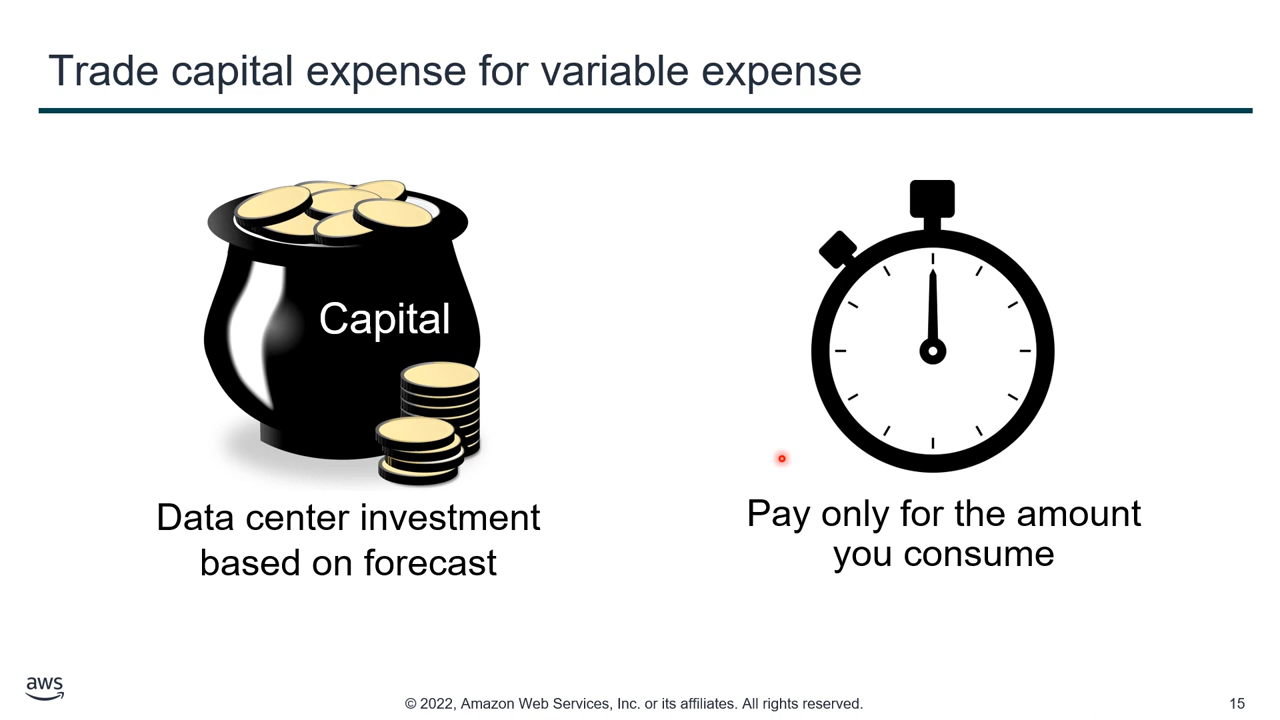 Trade capital expense for variable expense
Capital
Data center investment
based on forecast
Pay only for the amount
you consume
aws
© 2022, Amazon Web Services, Inc. or its affiliates. All rights reserved.
15